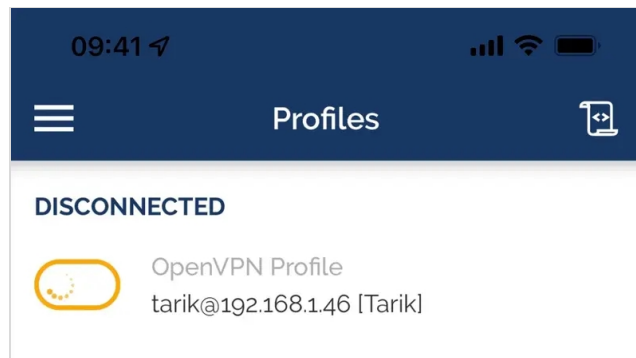 09:41
Profiles
DISCONNECTED
OpenVPN Profile
tarik@192.168.1.46 [Tarik]